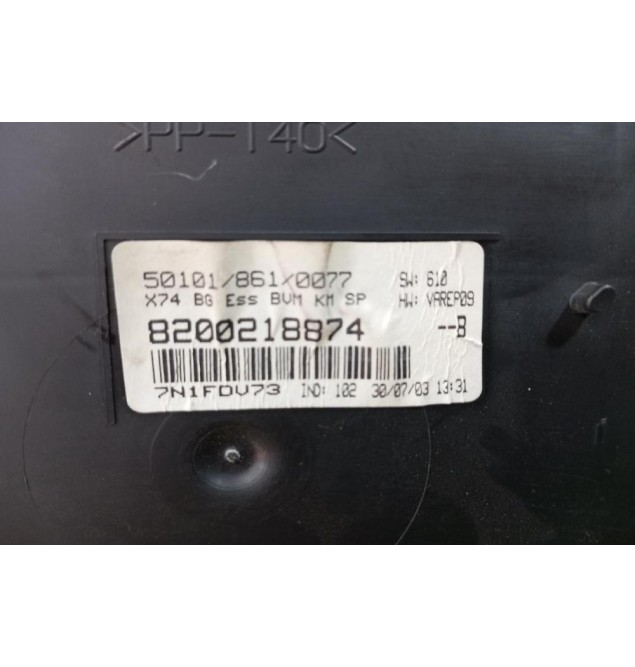 >PP-T40<
50101/861/0077 SW: 610
X74 BG Ess BVM KM SP HW: VAREP09
8200218874 --B
7N1FDV73 IND: 102 30/07/03 13:31